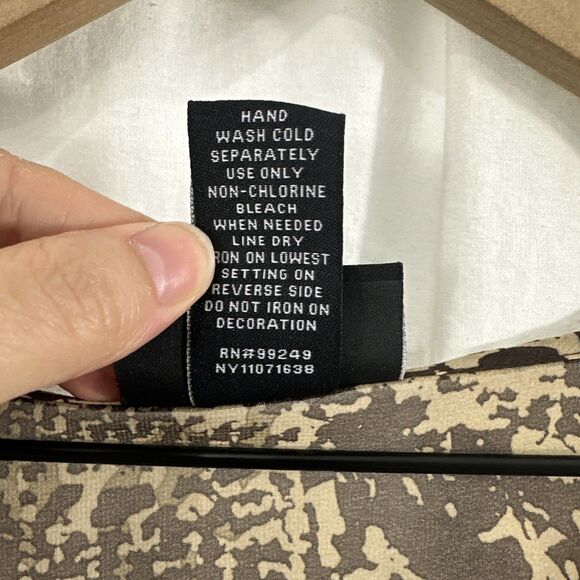 HAND
WASH COLD
SEPARATELY
USE ONLY
NON-CHLORINE
BLEACH
WHEN NEEDED
LINE DRY
IRON ON LOWEST
SETTING ON
REVERSE SIDE
DO NOT IRON ON
DECORATION
RN#99249
NY11071638